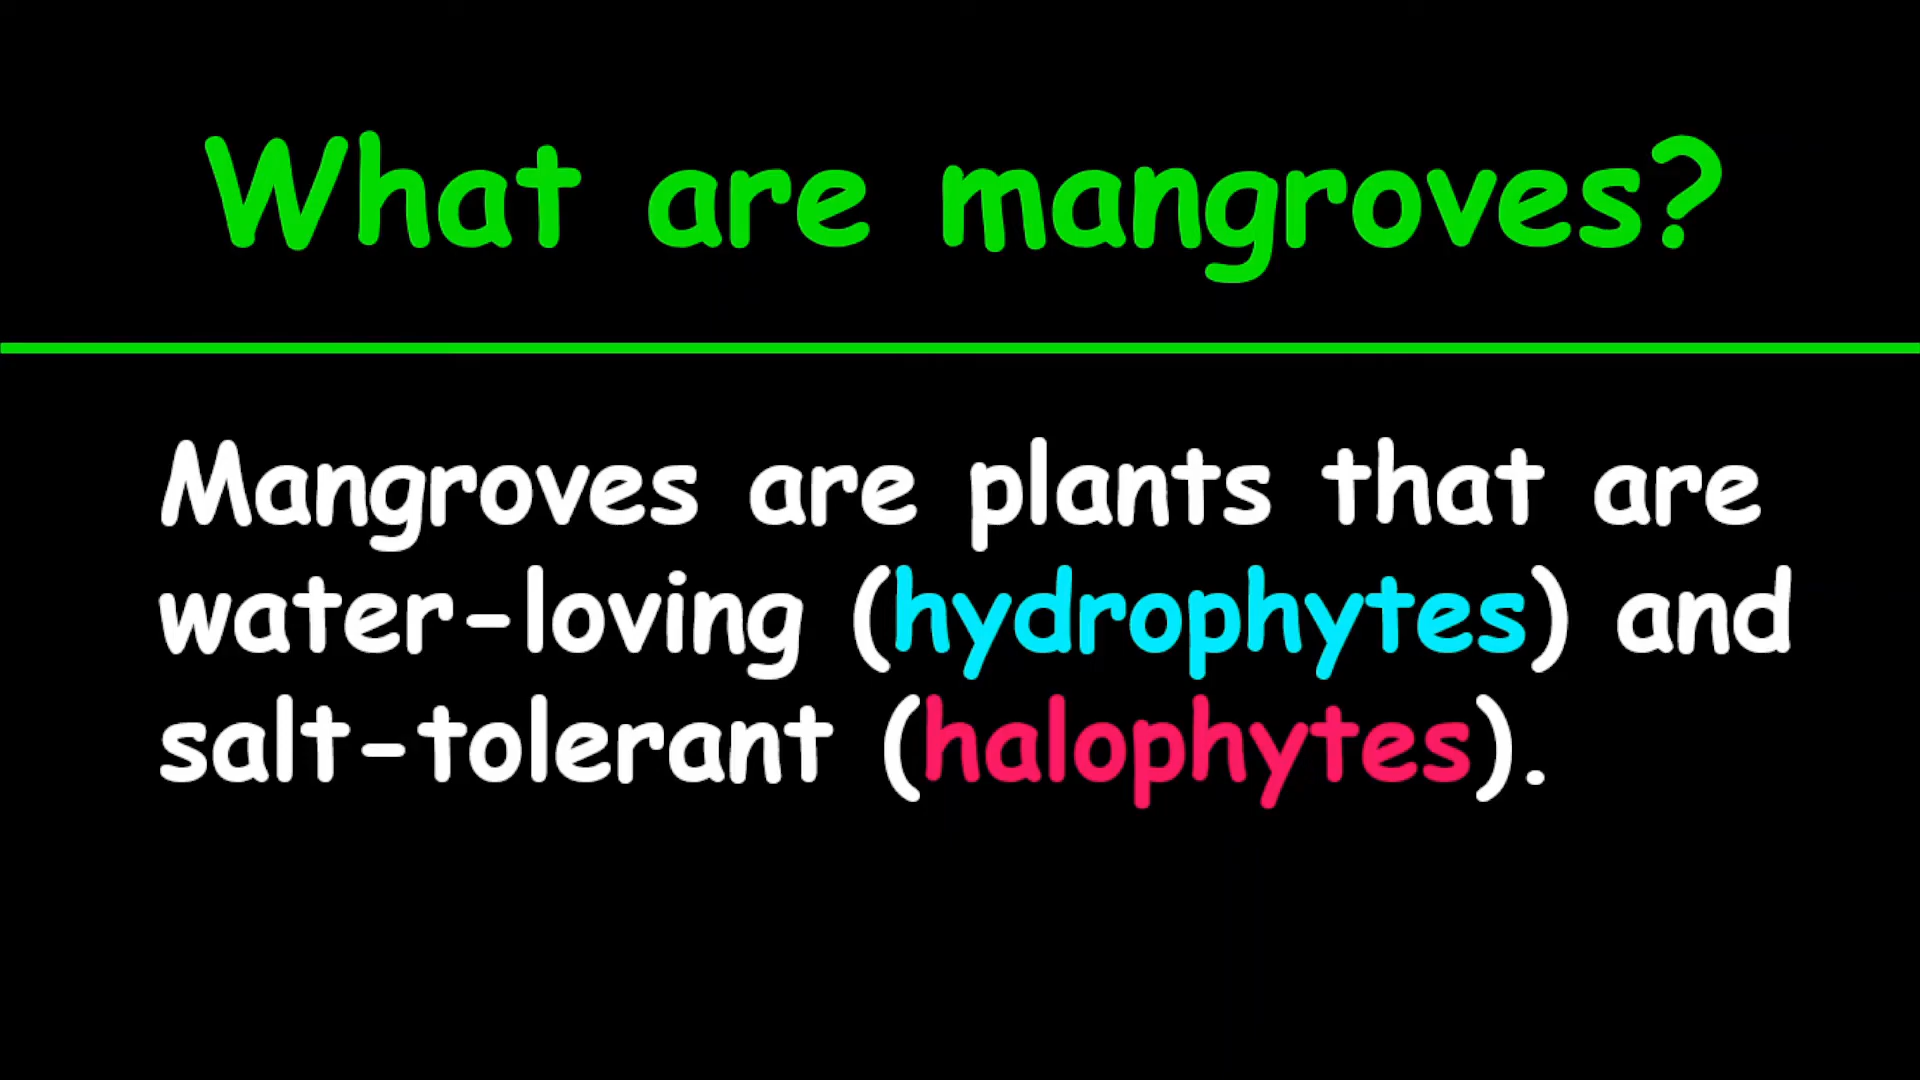 What are mangroves?
Mangroves are plants that are
water-loving (hydrophytes) and
salt-tolerant (halophytes).